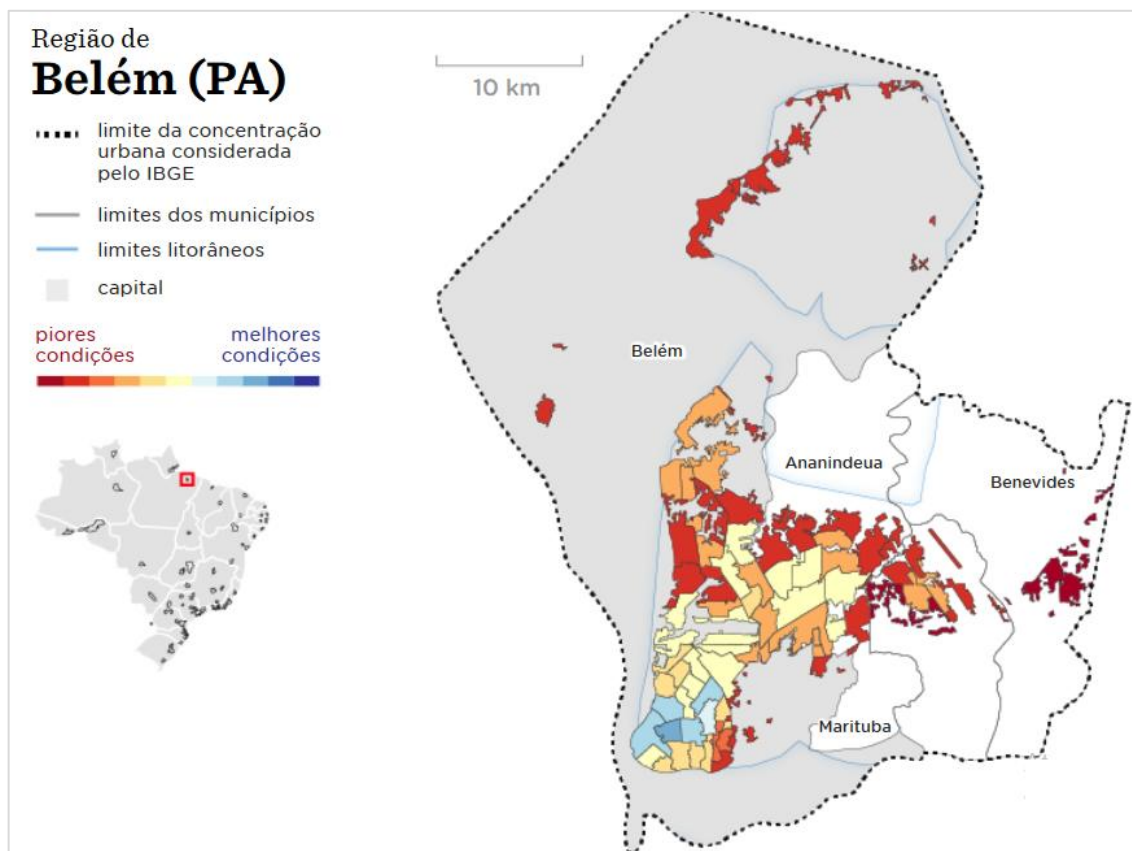 Região de
Belém (PA)
limite da concentração
urbana considerada
pelo IBGE
limites dos municípios
limites litorâneos
capital
piores
condições
melhores
condições
10 km
Belém
Ananindeua
Benevides
Marituba